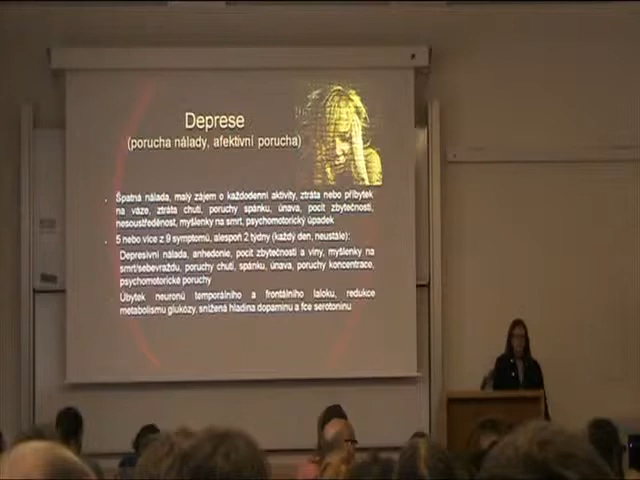 Deprese
(porucha nálady, afektivní porucha)
Špatná nálada, malý zájem o každodenní aktivity, ztráta nebo přibytek
na váze, ztráta chuti, poruchy spánku, únava, pocit zbytečnosti,
nesoustředěnost, myšlenky na smrt, psychomotorický úpadek
5 nebo více z 9 symptomů, alespoň 2 týdny (každý den, neustále):
Depresivní nálada, anhedonie, pocit zbytečnosti a viny, myšlenky na
smrt/sebevraždu, poruchy chuti, spánku, únava, poruchy koncentrace,
psychomotorické poruchy
Úbytek neuronů temporálního a frontálního laloku, redukce
metabolismu glukózy, snížená hladina dopaminu a fce serotoninu